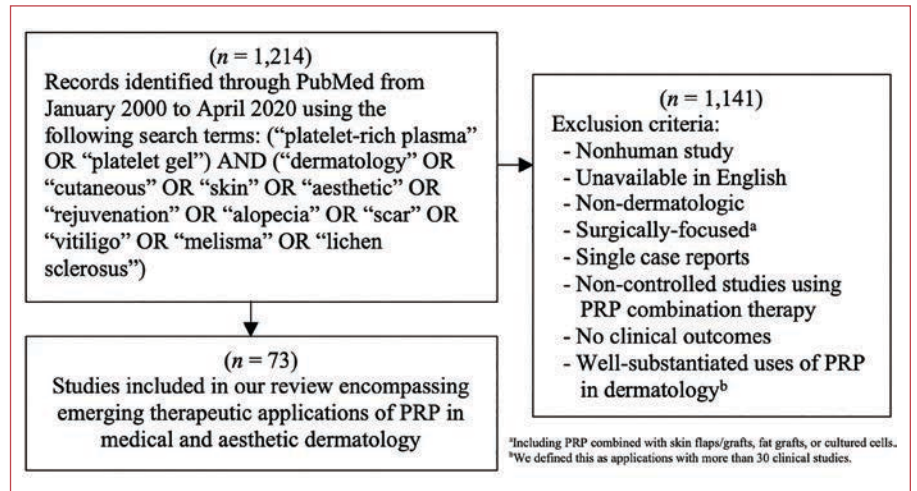 (n = 1,214)
Records identified through PubMed from
January 2000 to April 2020 using the
following search terms: (“platelet-rich plasma”
OR “platelet gel”) AND (“dermatology” OR
“cutaneous” OR “skin” OR “aesthetic” OR
“rejuvenation” OR “alopecia” OR “scar” OR
“vitiligo” OR “melisma” OR “lichen
sclerosus”)
(n = 1,141)
Exclusion criteria:
- Nonhuman study
- Unavailable in English
- Non-dermatologic
- Surgically-focusedᵃ
- Single case reports
- Non-controlled studies using
PRP combination therapy
- No clinical outcomes
- Well-substantiated uses of PRP
in dermatologyᵇ
(n = 73)
Studies included in our review encompassing
emerging therapeutic applications of PRP in
medical and aesthetic dermatology
ᵃIncluding PRP combined with skin flaps/grafts, fat grafts, or cultured cells..
ᵇWe defined this as applications with more than 30 clinical studies.